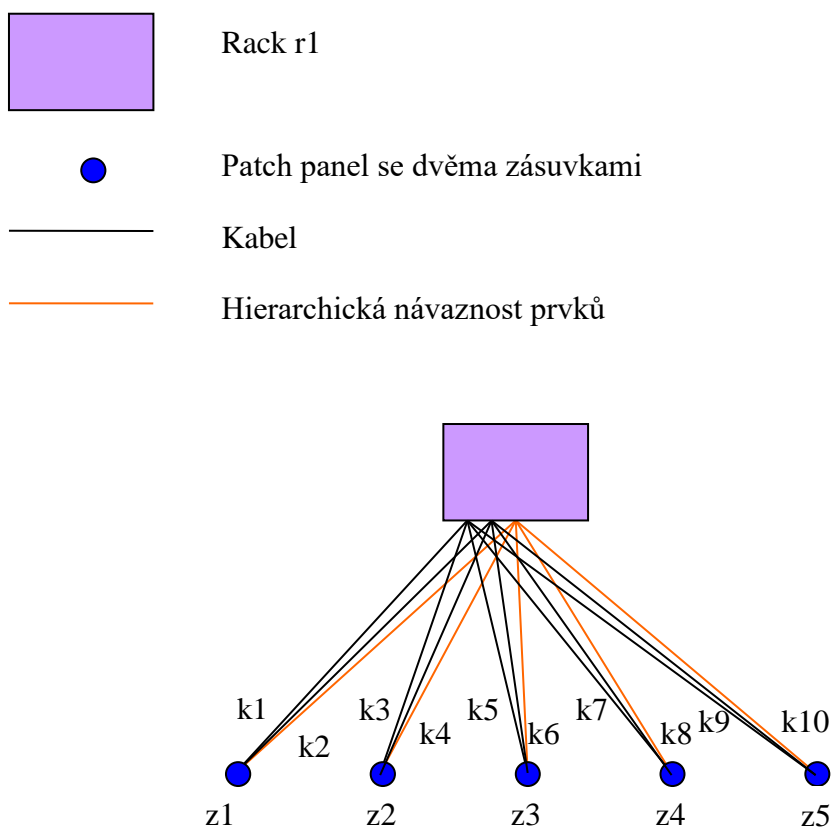 Rack r1
Patch panel se dvěma zásuvkami
Kabel
Hierarchická návaznost prvků
k1 k2 k3 k4 k5 k6 k7 k8 k9 k10
z1 z2 z3 z4 z5